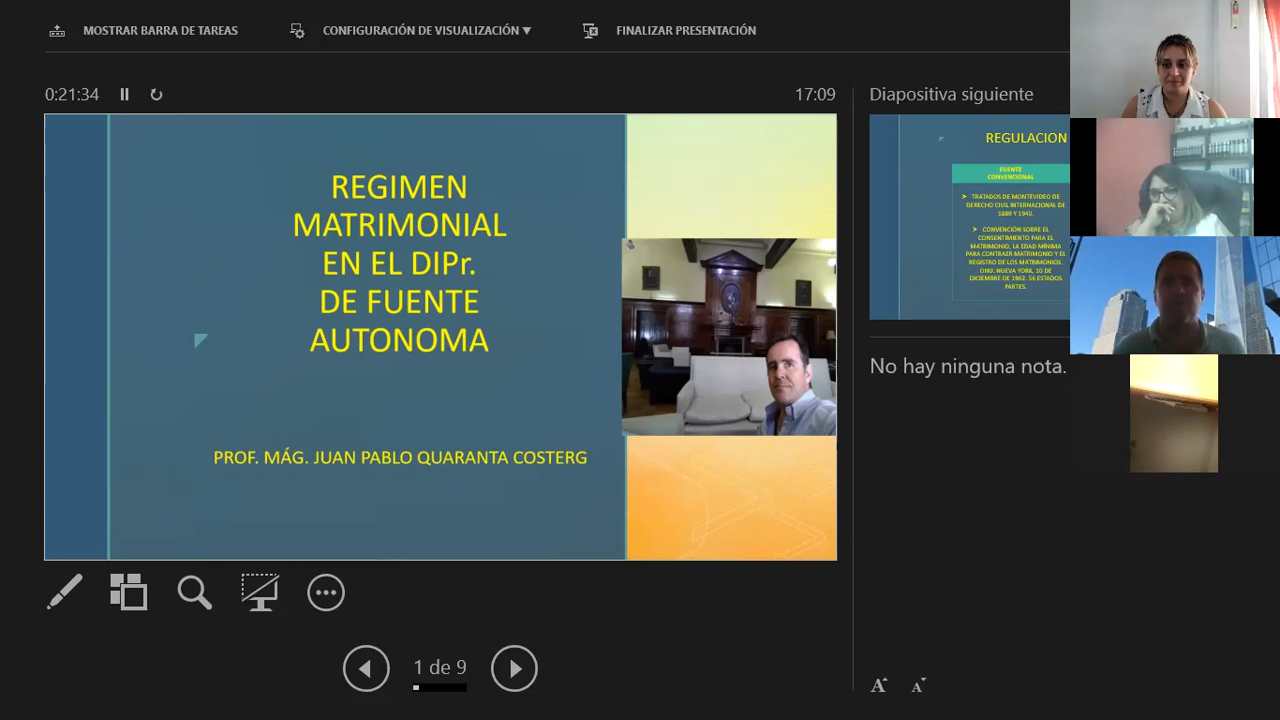 MOSTRAR BARRA DE TAREAS
CONFIGURACIÓN DE VISUALIZACIÓN ▼
FINALIZAR PRESENTACIÓN
0:21:34
17:09
REGIMEN
MATRIMONIAL
EN EL DIPr.
DE FUENTE
AUTONOMA
PROF. MÁG. JUAN PABLO QUARANTA COSTERG
1 de 9
Diapositiva siguiente
REGULACION
FUENTE
CONVENCIONAL
➤ TRATADOS DE MONTEVIDEO DE
DERECHO CIVIL INTERNACIONAL DE
1889 Y 1940.
➤ CONVENCIÓN SOBRE EL
CONSENTIMIENTO PARA EL
MATRIMONIO, LA EDAD MÍNIMA
PARA CONTRAER MATRIMONIO Y EL
REGISTRO DE LOS MATRIMONIOS.
ONU. NUEVA YORK, 10 DE
DICIEMBRE DE 1962. 56 ESTADOS
PARTES.
No hay ninguna nota.
A A